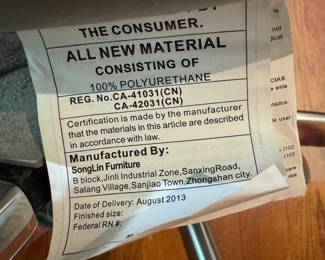 THE CONSUMER.
ALL NEW MATERIAL
CONSISTING OF
100% POLYURETHANE
REG. No.CA-41031(CN)
CA-42031(CN)
Certification is made by the manufacturer
that the materials in this article are described
in accordance with law.
Manufactured By:
SongLin Furniture
B block,Jinli Industrial Zone,SanxingRoad,
Salang Village,Sanjiao Town,Zhongshan city.
Date of Delivery: August 2013
Finished size:
Federal RN#: